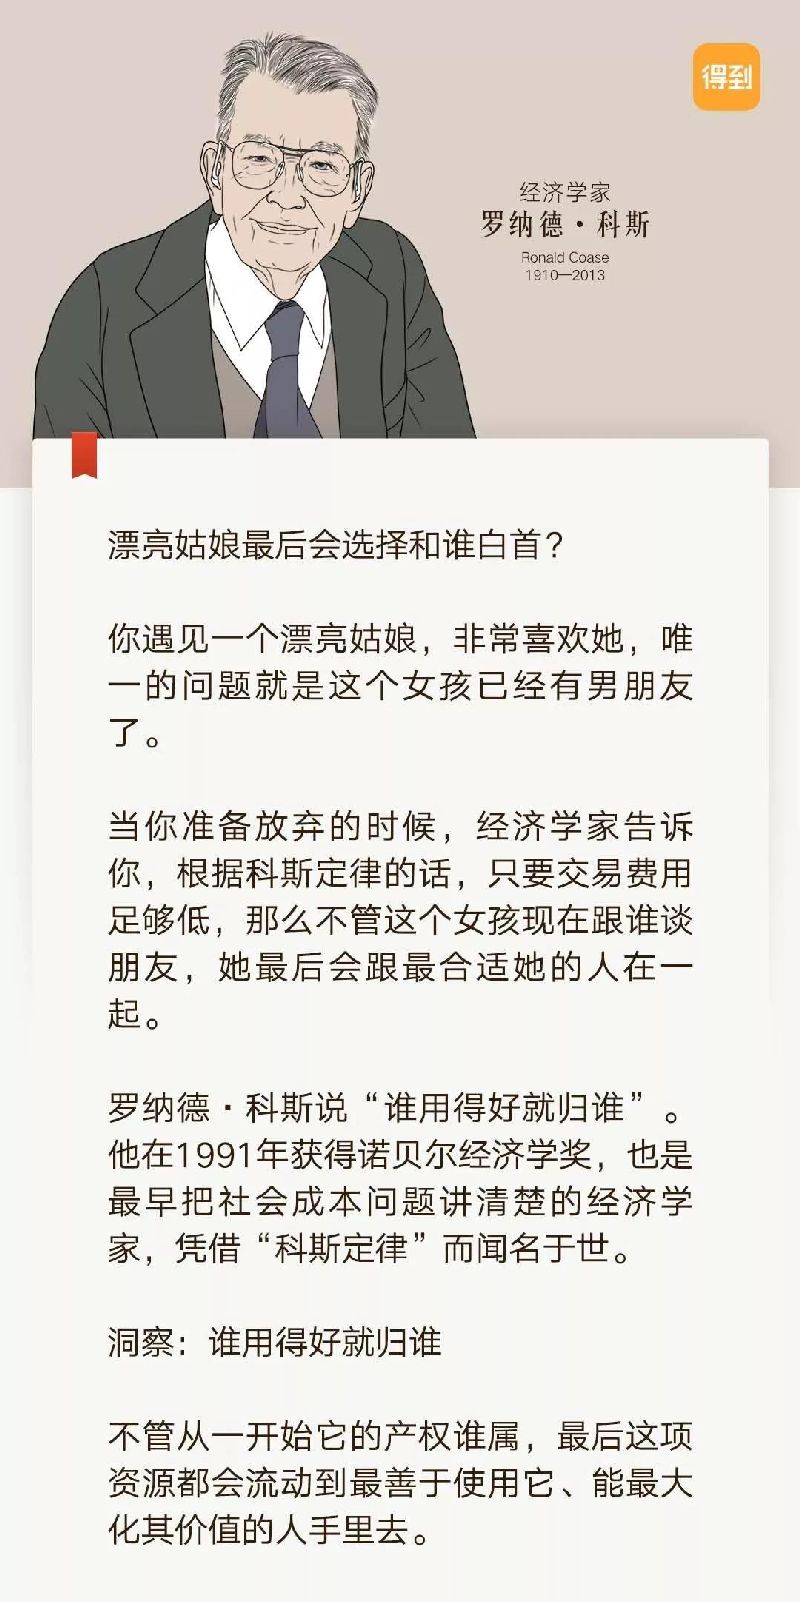 得到
经济学家
罗纳德·科斯
Ronald Coase
1910—2013
漂亮姑娘最后会选择和谁白首?
你遇见一个漂亮姑娘，非常喜欢她，唯
一的问题就是这个女孩已经有男朋友
了。
当你准备放弃的时候，经济学家告诉
你，根据科斯定律的话，只要交易费用
足够低，那么不管这个女孩现在跟谁谈
朋友，她最后会跟最合适她的人在一
起。
罗纳德·科斯说“谁用得好就归谁”。
他在1991年获得诺贝尔经济学奖，也是
最早把社会成本问题讲清楚的经济学
家，凭借“科斯定律”而闻名于世。
洞察：谁用得好就归谁
不管从一开始它的产权谁属，最后这项
资源都会流动到最善于使用它、能最大
化其价值的人手里去。